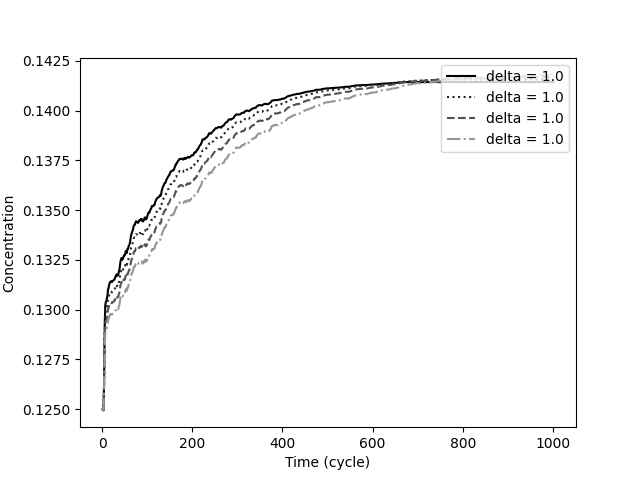 0.1425
0.1400
0.1375
0.1350
0.1325
0.1300
0.1275
0.1250
Concentration
0
200
400
600
800
1000
Time (cycle)
delta = 1.0
delta = 1.0
delta = 1.0
delta = 1.0